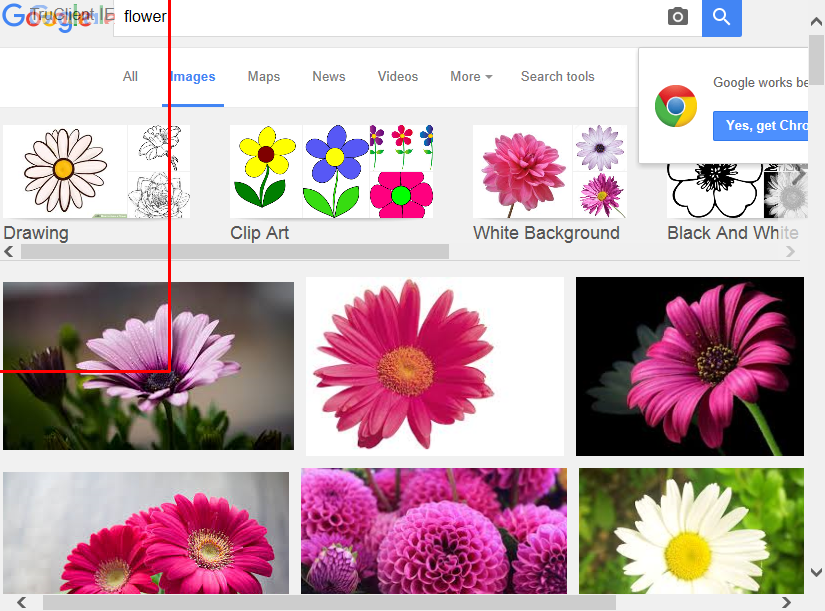 Google
TruClient IE
flower
All Images Maps News Videos More Search tools
Google works be
Yes, get Chro
Drawing
Clip Art
White Background
Black And White